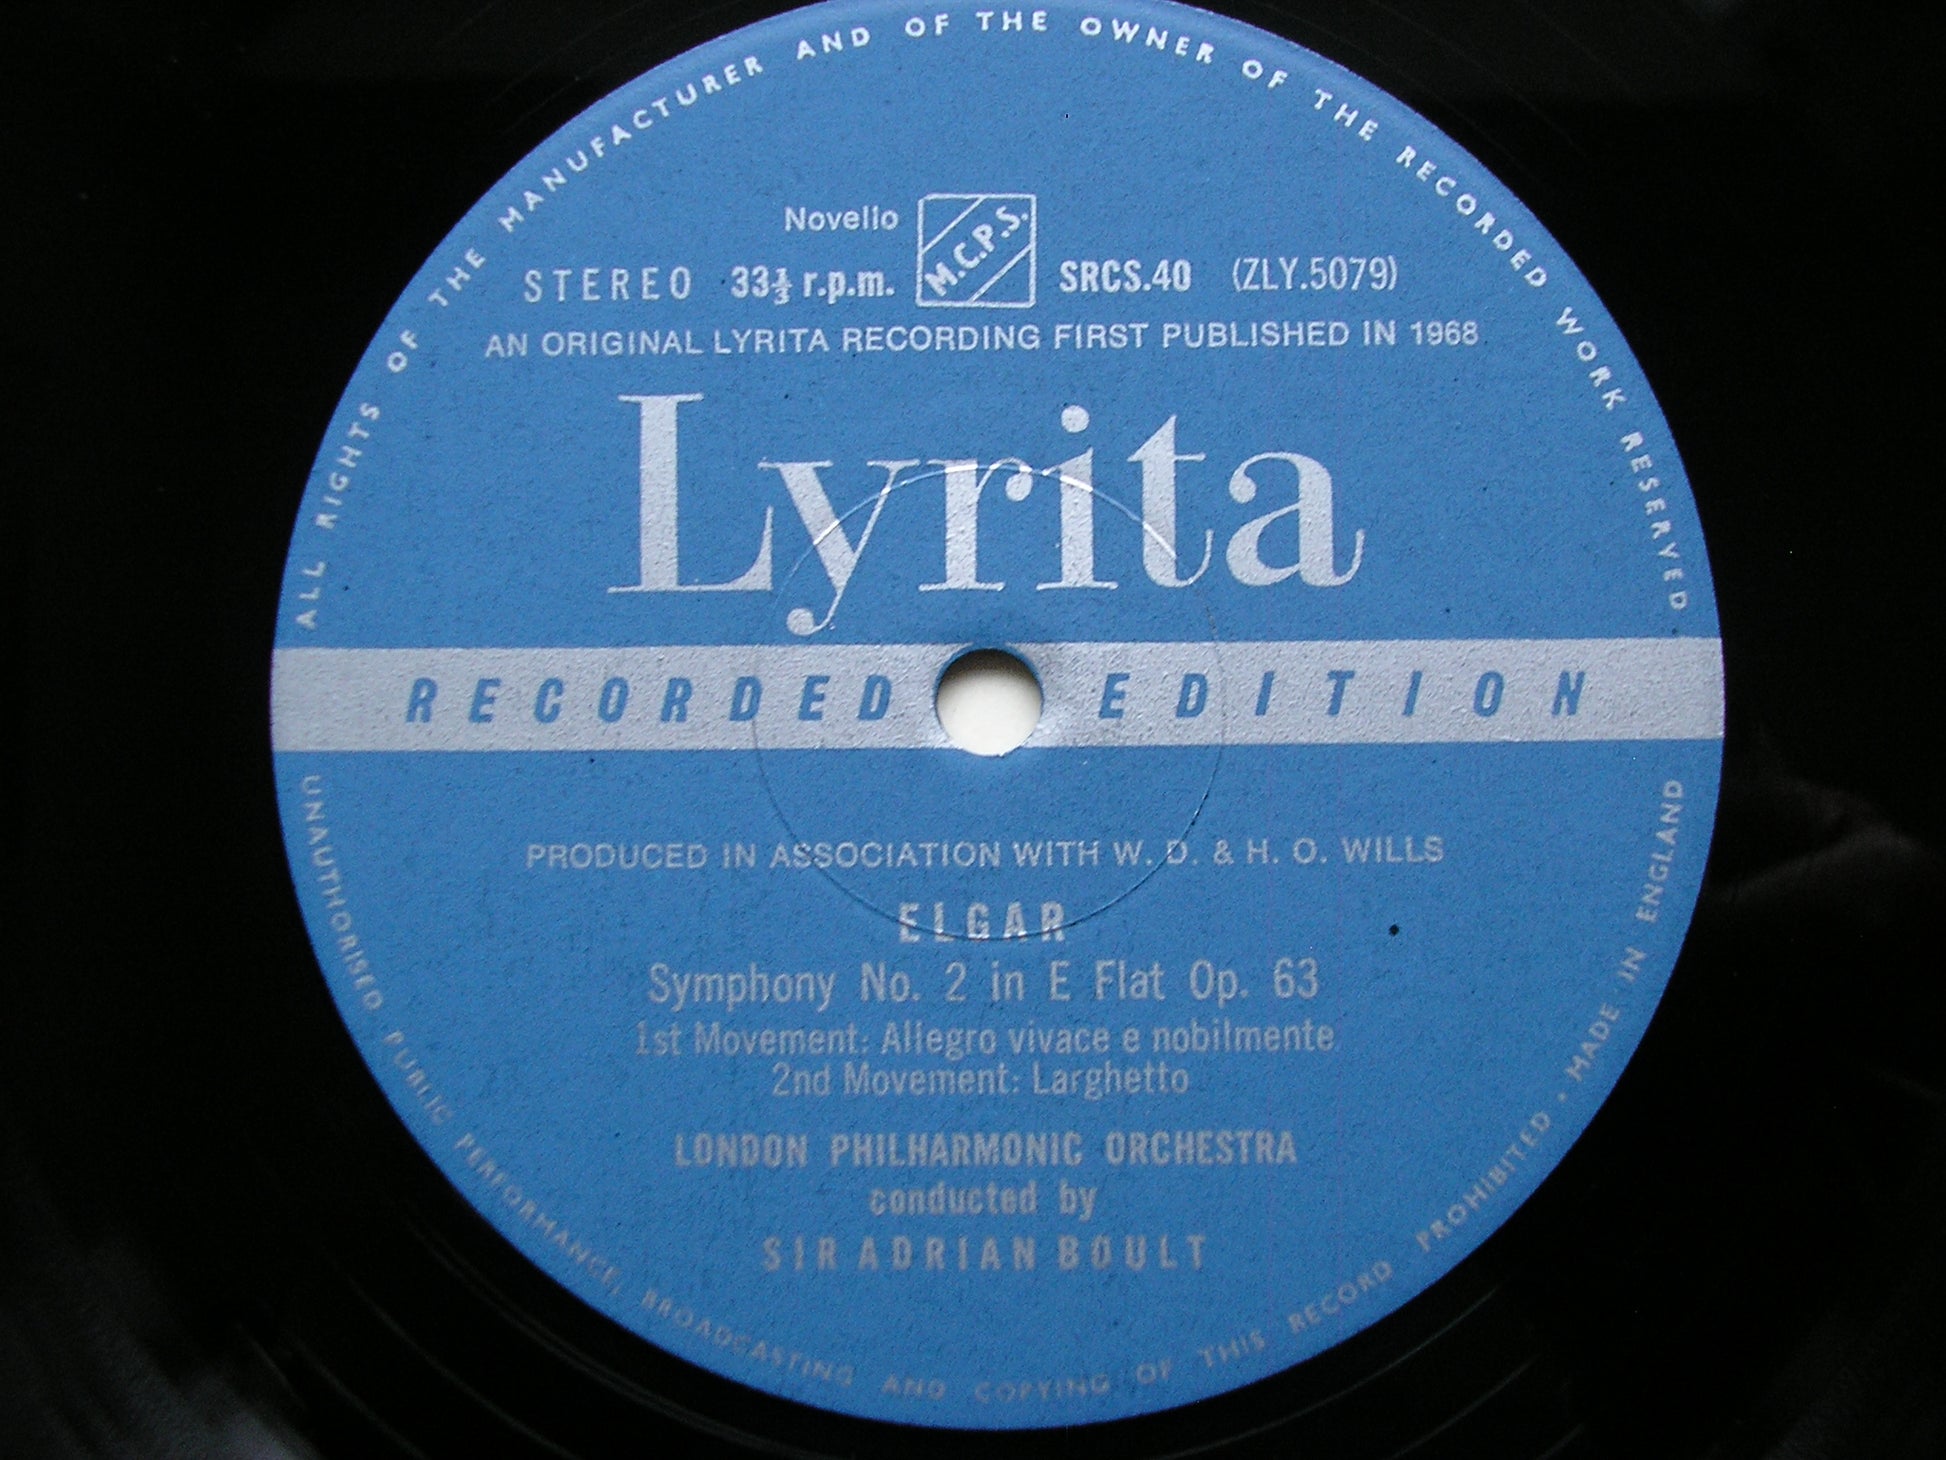 ALL RIGHTS OF THE MANUFACTURER AND OF THE OWNER OF THE RECORDED WORK RESERVED
Novello
M.C.P.S.
STEREO 33⅓ r.p.m. SRCS.40 (ZLY.5079)
AN ORIGINAL LYRITA RECORDING FIRST PUBLISHED IN 1968
Lyrita
RECORDED EDITION
PRODUCED IN ASSOCIATION WITH W. D. & H. O. WILLS
ELGAR
Symphony No. 2 in E Flat Op. 63
1st Movement: Allegro vivace e nobilmente
2nd Movement: Larghetto
LONDON PHILHARMONIC ORCHESTRA
conducted by
SIR ADRIAN BOULT
UNAUTHORISED PUBLIC PERFORMANCE, BROADCASTING AND COPYING OF THIS RECORD PROHIBITED • MADE IN ENGLAND